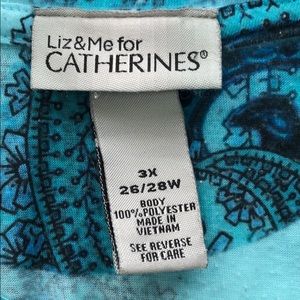 Liz&Me for
CATHERINES®
3X
26/28W
BODY
100%POLYESTER
MADE IN
VIETNAM
SEE REVERSE
FOR CARE